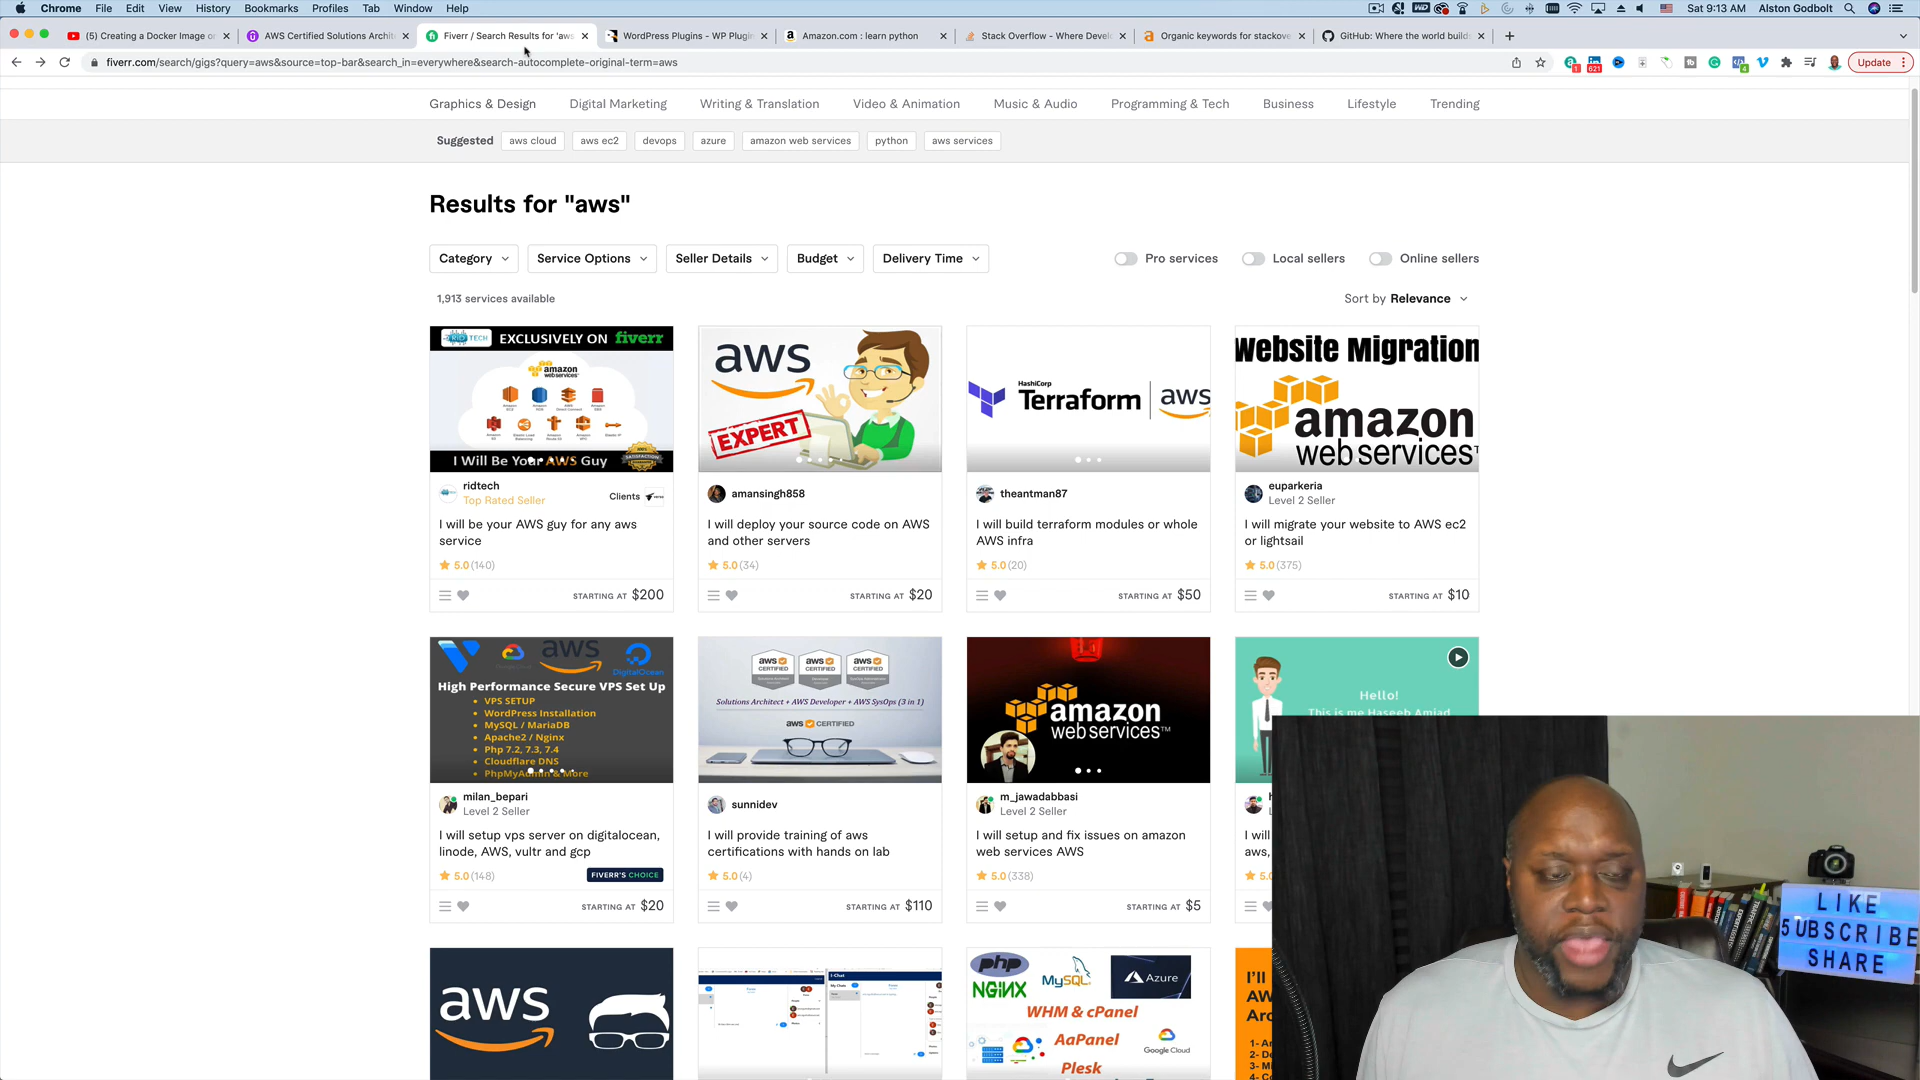 Chrome File Edit View History Bookmarks Profiles Tab Window Help
Sat 9:13 AM Alston Godbolt
(5) Creating a Docker Image o
AWS Certified Solutions Archit
Fiverr / Search Results for 'aws
WordPress Plugins - WP Plugin
Amazon.com : learn python
Stack Overflow - Where Devel
Organic keywords for stackove
GitHub: Where the world build
fiverr.com/search/gigs?query=aws&source=top-bar&search_in=everywhere&search-autocomplete-original-term=aws
Update
Graphics & Design Digital Marketing Writing & Translation Video & Animation Music & Audio Programming & Tech Business Lifestyle Trending
Suggested aws cloud aws ec2 devops azure amazon web services python aws services
Results for "aws"
Category Service Options Seller Details Budget Delivery Time Pro services Local sellers Online sellers
1,913 services available Sort by Relevance
EXCLUSIVELY ON fiverr
amazon
webservices
I Will Be Your AWS Guy
ridtech
Top Rated Seller
Clients
I will be your AWS guy for any aws
service
5.0 (140)
STARTING AT $200
aws
EXPERT
amansingh858
I will deploy your source code on AWS
and other servers
5.0 (34)
STARTING AT $20
HashiCorp
Terraform
aws
theantman87
I will build terraform modules or whole
AWS infra
5.0 (20)
STARTING AT $50
Website Migration
amazon
webservices
euparkeria
Level 2 Seller
I will migrate your website to AWS ec2
or lightsail
5.0 (375)
STARTING AT $10
aws
DigitalOcean
High Performance Secure VPS Set Up
VPS SETUP
WordPress Installation
MySQL / MariaDB
Apache2 / Nginx
Php 7.2, 7.3, 7.4
Cloudflare DNS
PhpMyAdmin & More
milan_bepari
Level 2 Seller
I will setup vps server on digitalocean,
linode, AWS, vultr and gcp
5.0 (148)
FIVERR'S CHOICE
STARTING AT $20
aws aws aws
CERTIFIED CERTIFIED CERTIFIED
Solutions Architect + AWS Developer + AWS SysOps (3 in 1)
aws CERTIFIED
sunnidev
I will provide training of aws
certifications with hands on lab
5.0 (4)
STARTING AT $110
amazon
webservices™
m_jawadabbasi
Level 2 Seller
I will setup and fix issues on amazon
web services AWS
5.0 (338)
STARTING AT $5
Hello!
This is me Haseeb Amjad
h
L
I will
aws,
5.0
aws
php
MySQL
Azure
NGINX
WHM & cPanel
AaPanel
Plesk
Google Cloud
I'll
AW
Arc
1- A
2- De
3- M
4- Co
LIKE
5UBSCRIBE
SHARE